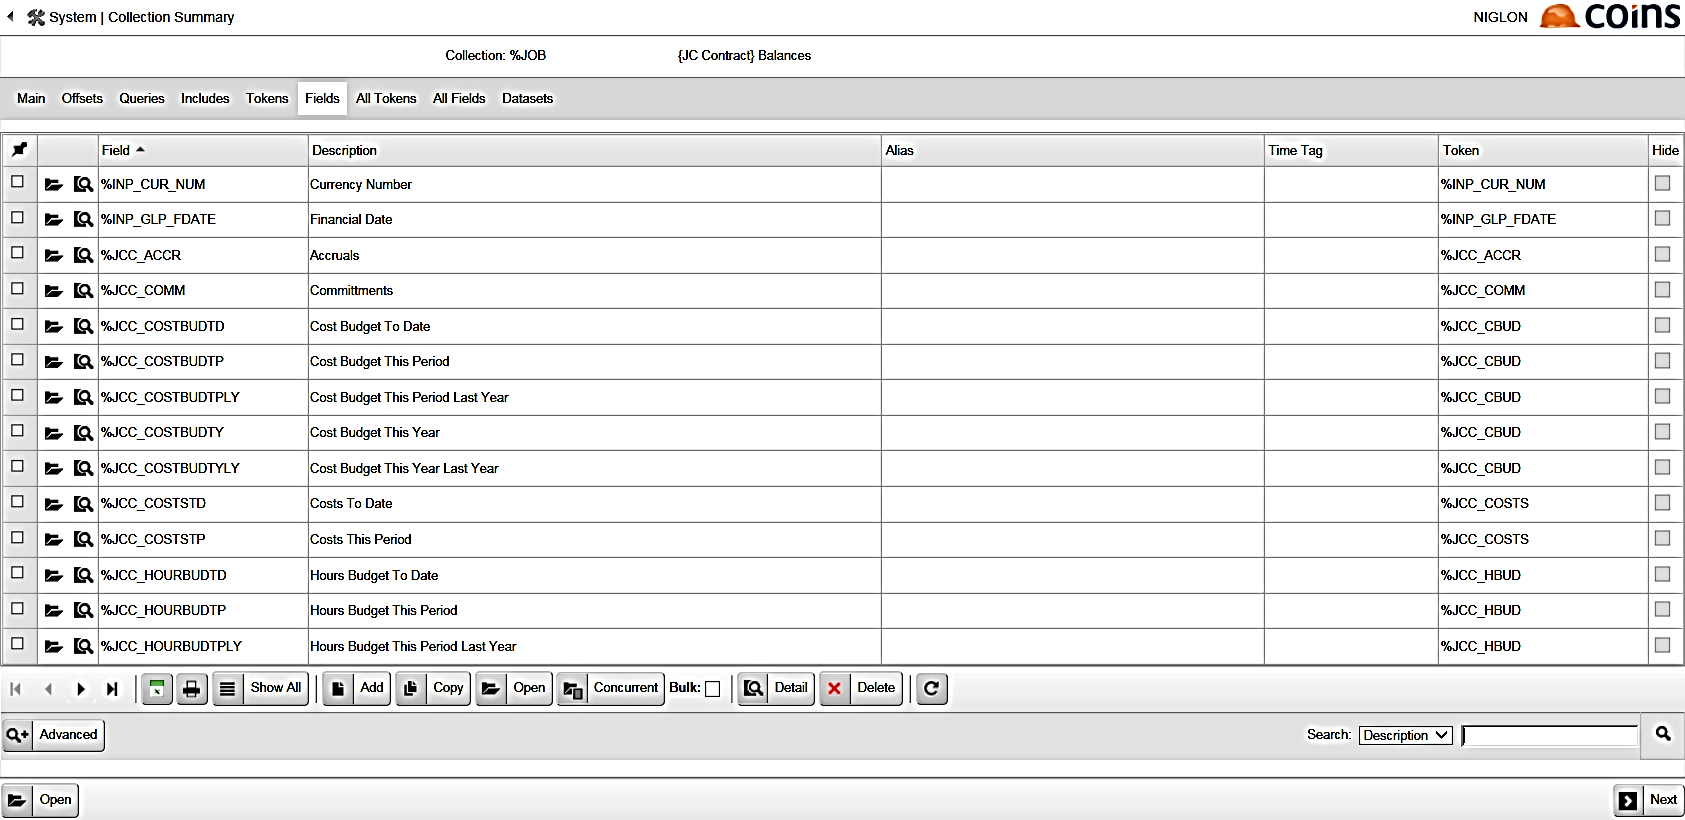 System | Collection Summary NIGLON coins
Collection: %JOB {JC Contract} Balances
Main Offsets Queries Includes Tokens Fields All Tokens All Fields Datasets
Field Description Alias Time Tag Token Hide
%INP_CUR_NUM Currency Number %INP_CUR_NUM
%INP_GLP_FDATE Financial Date %INP_GLP_FDATE
%JCC_ACCR Accruals %JCC_ACCR
%JCC_COMM Committments %JCC_COMM
%JCC_COSTBUDTD Cost Budget To Date %JCC_CBUD
%JCC_COSTBUDTP Cost Budget This Period %JCC_CBUD
%JCC_COSTBUDTPLY Cost Budget This Period Last Year %JCC_CBUD
%JCC_COSTBUDTY Cost Budget This Year %JCC_CBUD
%JCC_COSTBUDTYLY Cost Budget This Year Last Year %JCC_CBUD
%JCC_COSTSTD Costs To Date %JCC_COSTS
%JCC_COSTSTP Costs This Period %JCC_COSTS
%JCC_HOURBUDTD Hours Budget To Date %JCC_HBUD
%JCC_HOURBUDTP Hours Budget This Period %JCC_HBUD
%JCC_HOURBUDTPLY Hours Budget This Period Last Year %JCC_HBUD
Show All Add Copy Open Concurrent Bulk: Detail Delete
Advanced Search: Description
Open Next